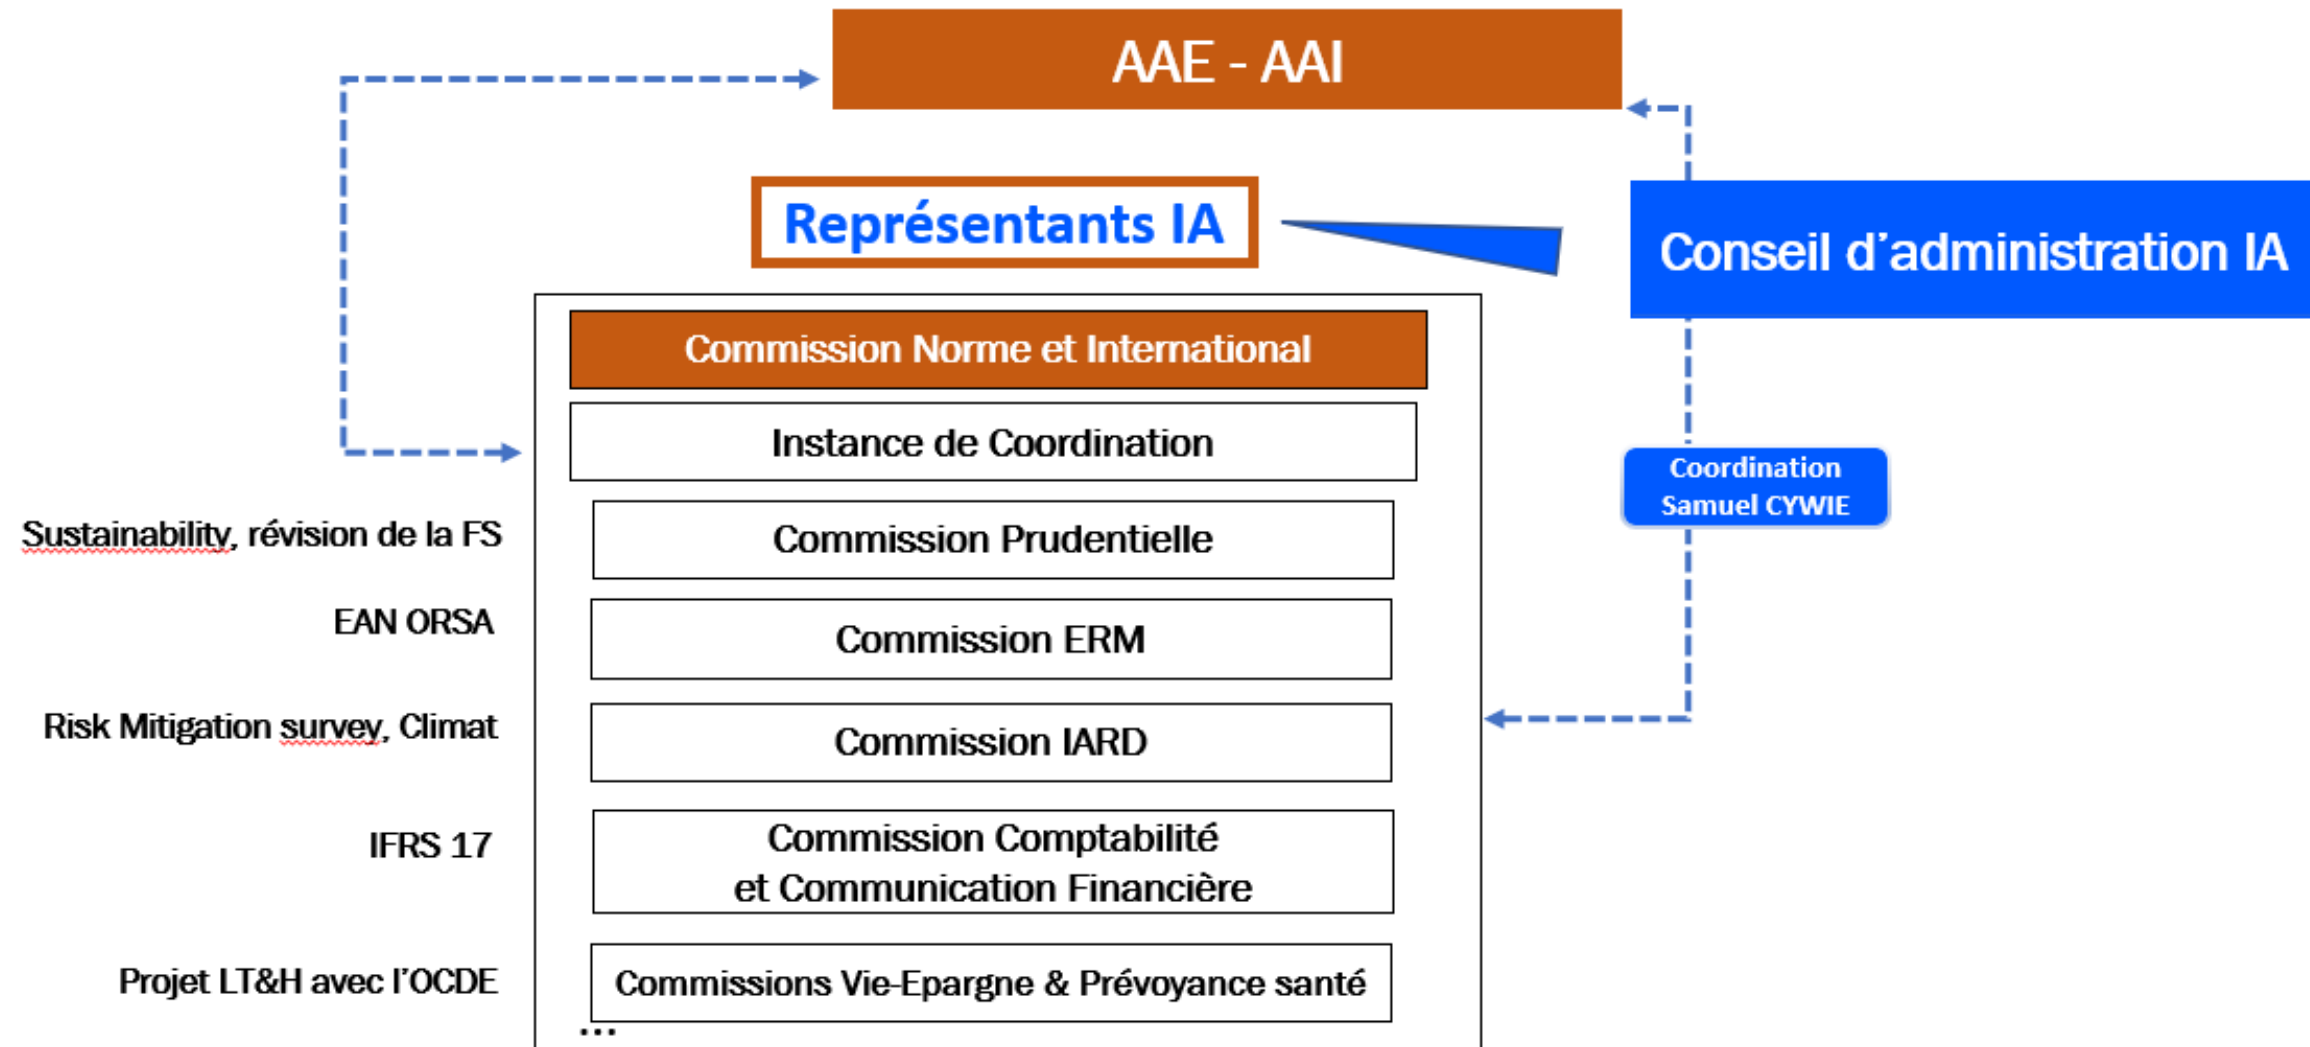 AAE - AAI
Représentants IA
Conseil d'administration IA
Commission Norme et International
Instance de Coordination
Coordination
Samuel CYWIE
Sustainability, révision de la FS
Commission Prudentielle
EAN ORSA
Commission ERM
Risk Mitigation survey, Climat
Commission IARD
IFRS 17
Commission Comptabilité
et Communication Financière
Projet LT&H avec l'OCDE
Commissions Vie-Epargne & Prévoyance santé
...